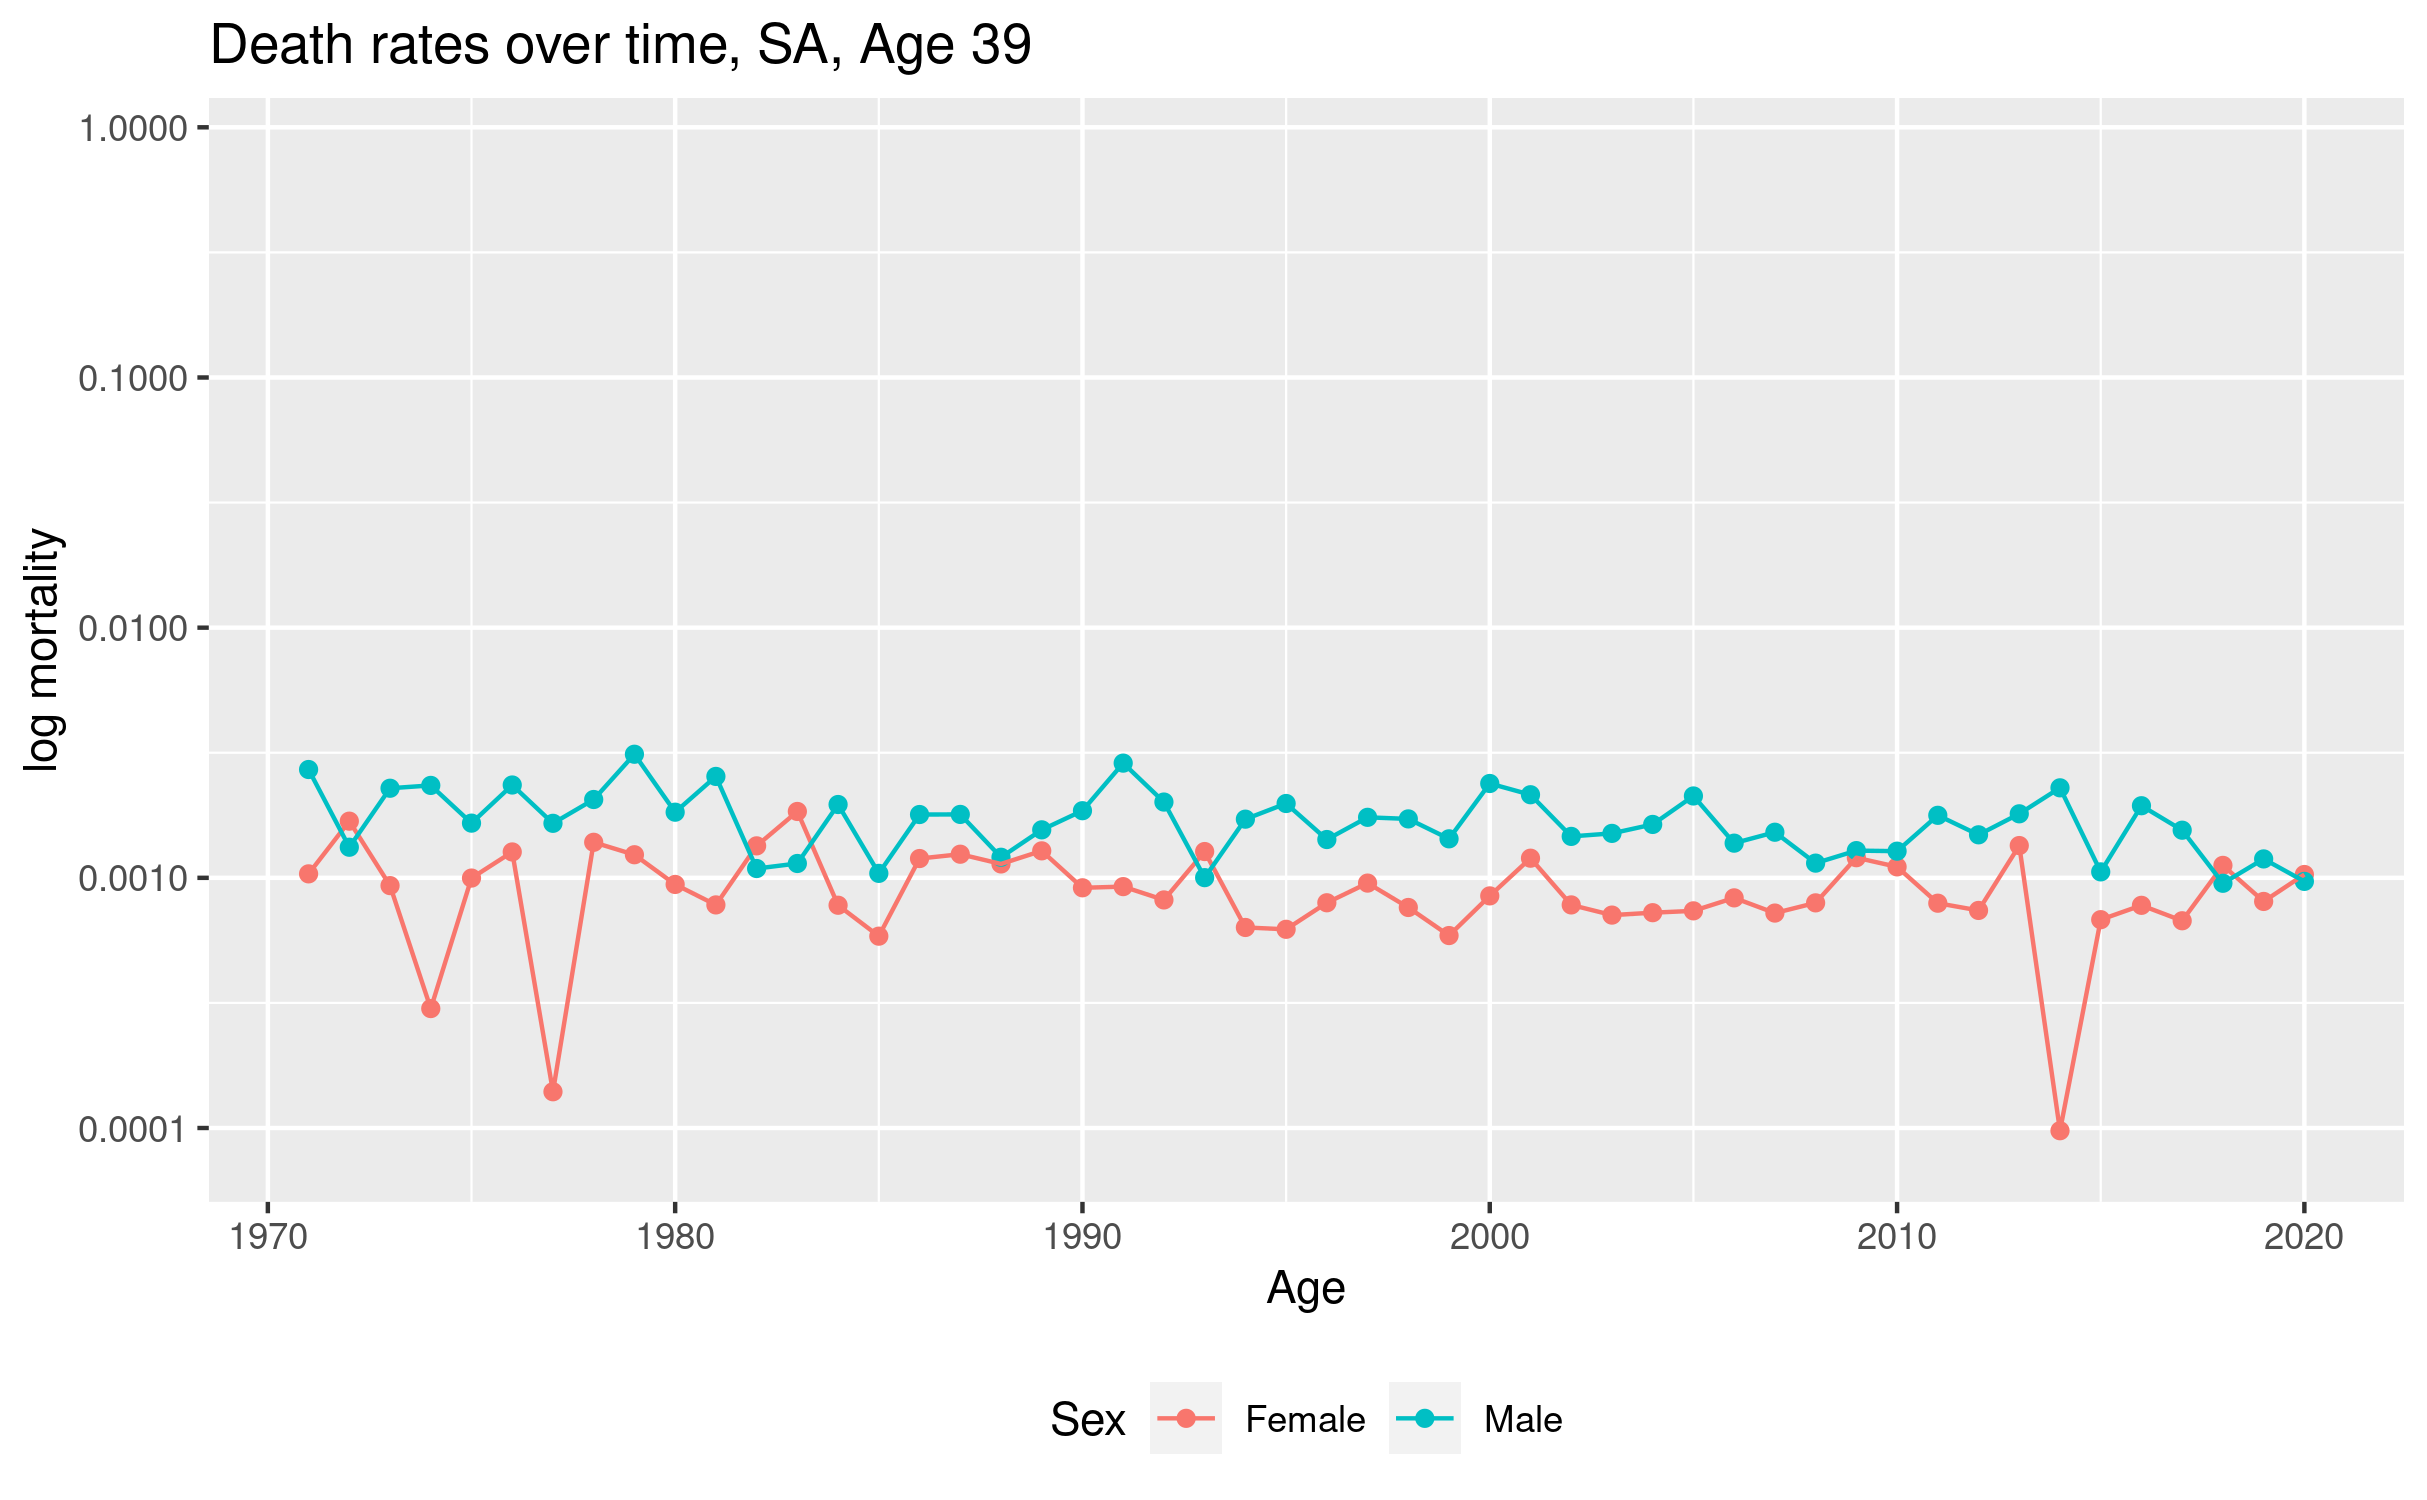 Death rates over time, SA, Age 39
log mortality
1.0000
0.1000
0.0100
0.0010
0.0001
1970 1980 1990 2000 2010 2020
Age
Sex Female Male